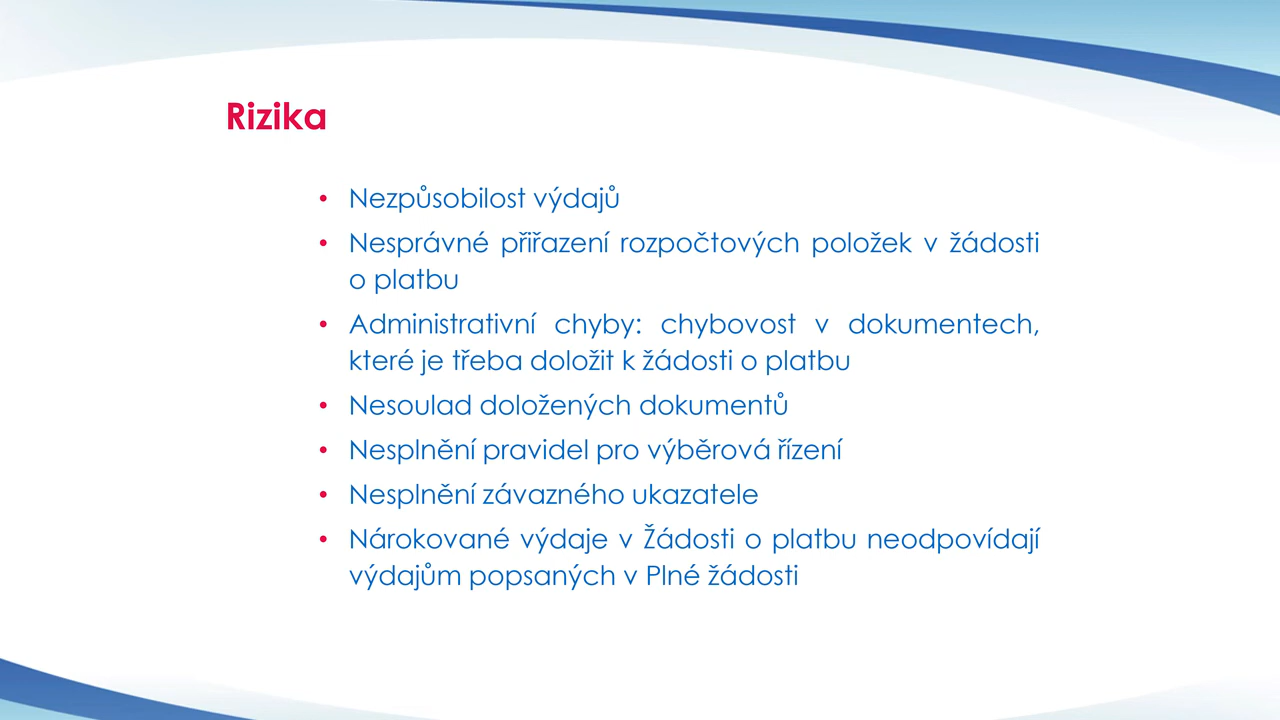 Rizika
• Nezpůsobilost výdajů
• Nesprávné přiřazení rozpočtových položek v žádosti
o platbu
• Administrativní chyby: chybovost v dokumentech,
které je třeba doložit k žádosti o platbu
• Nesoulad doložených dokumentů
• Nesplnění pravidel pro výběrová řízení
• Nesplnění závazného ukazatele
• Nárokované výdaje v Žádosti o platbu neodpovídají
výdajům popsaných v Plné žádosti